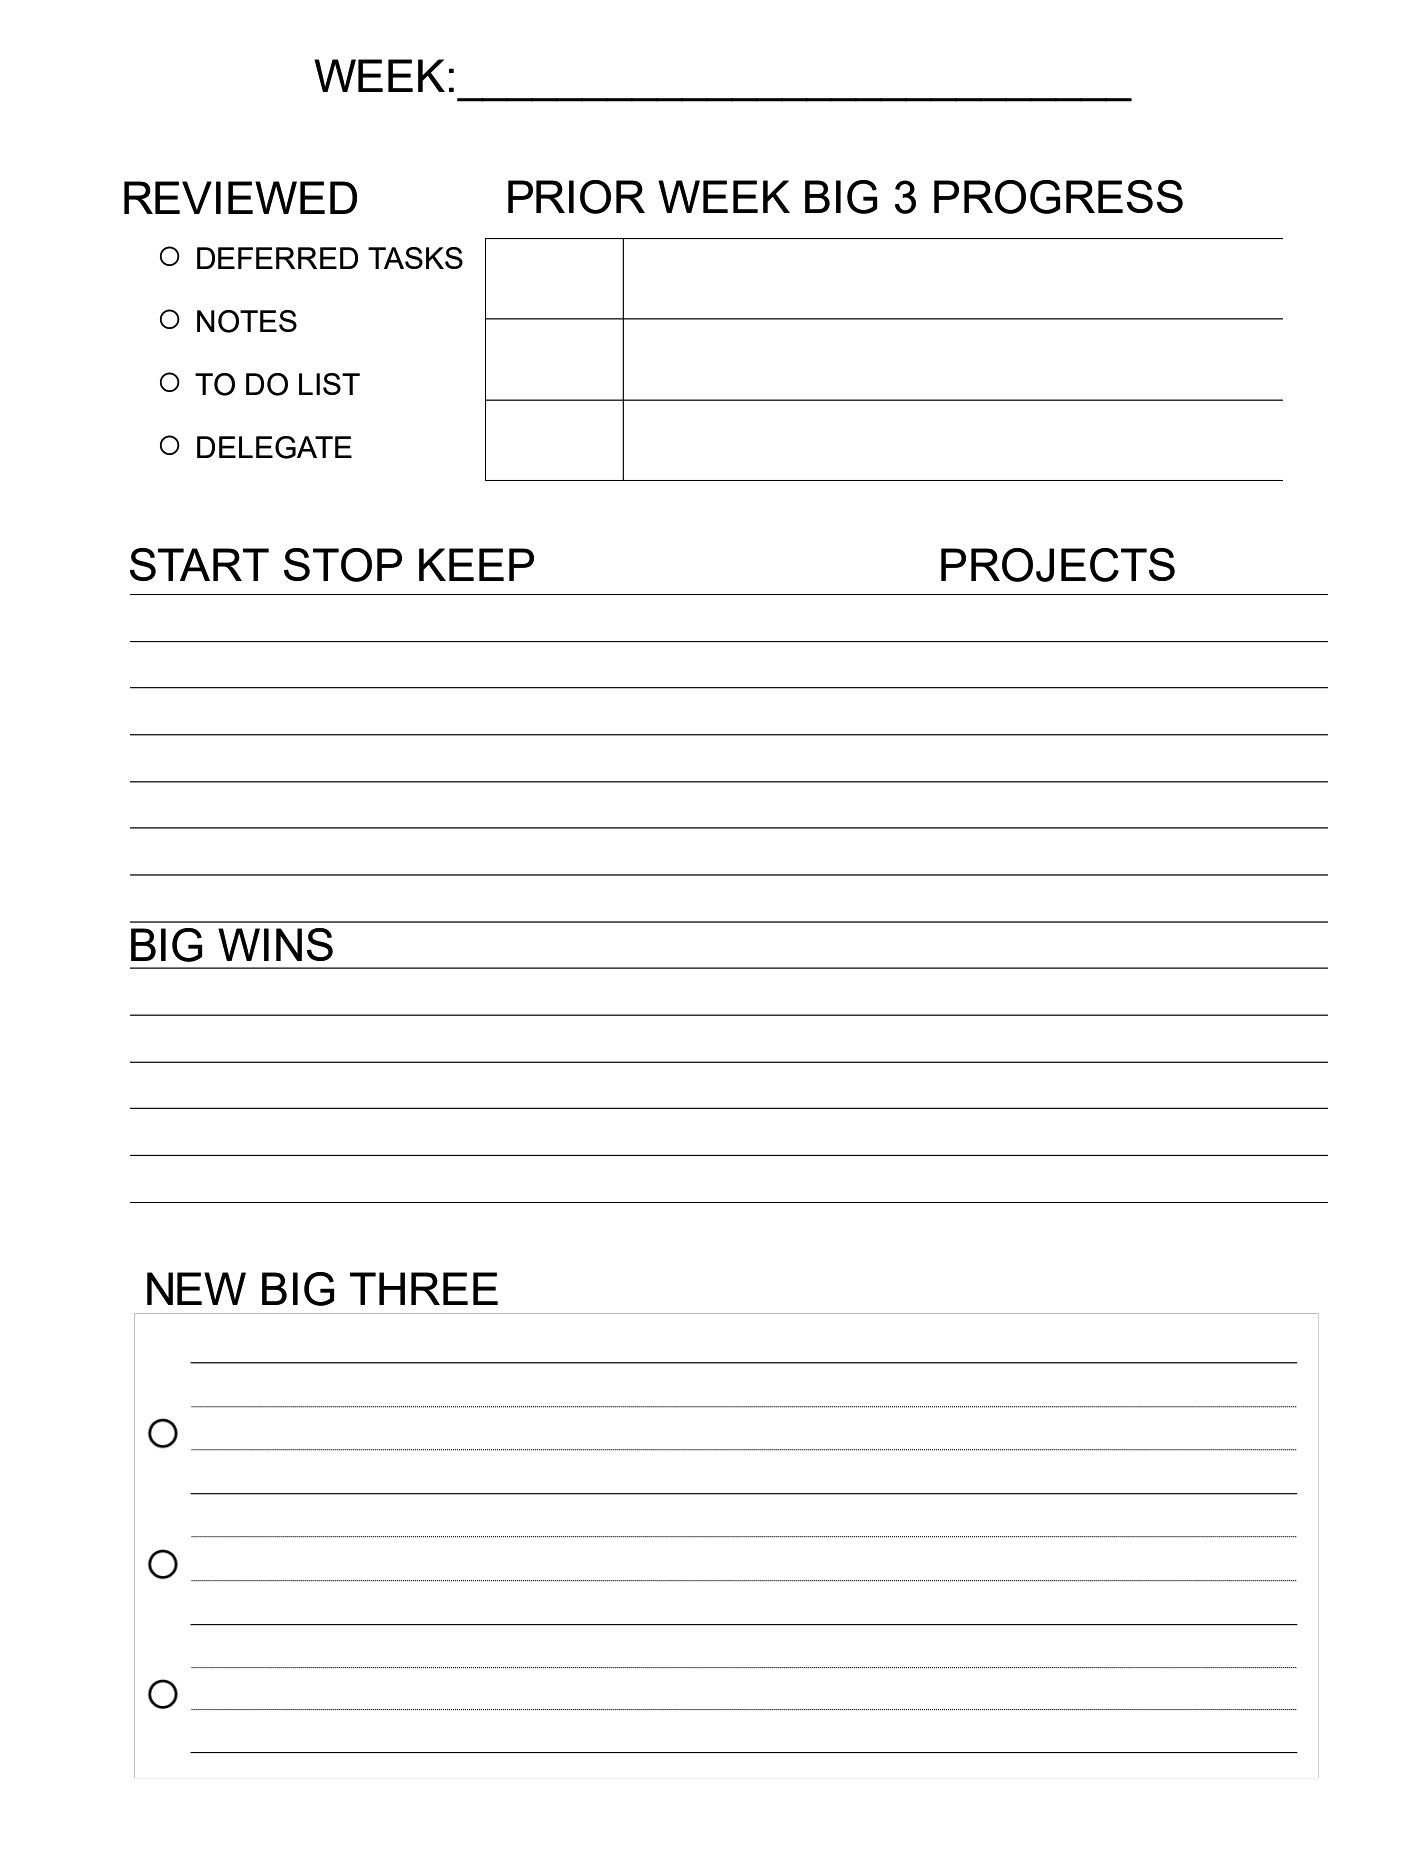 WEEK:___________________________
REVIEWED
DEFERRED TASKS
NOTES
TO DO LIST
DELEGATE
PRIOR WEEK BIG 3 PROGRESS
START STOP KEEP
PROJECTS
BIG WINS
NEW BIG THREE